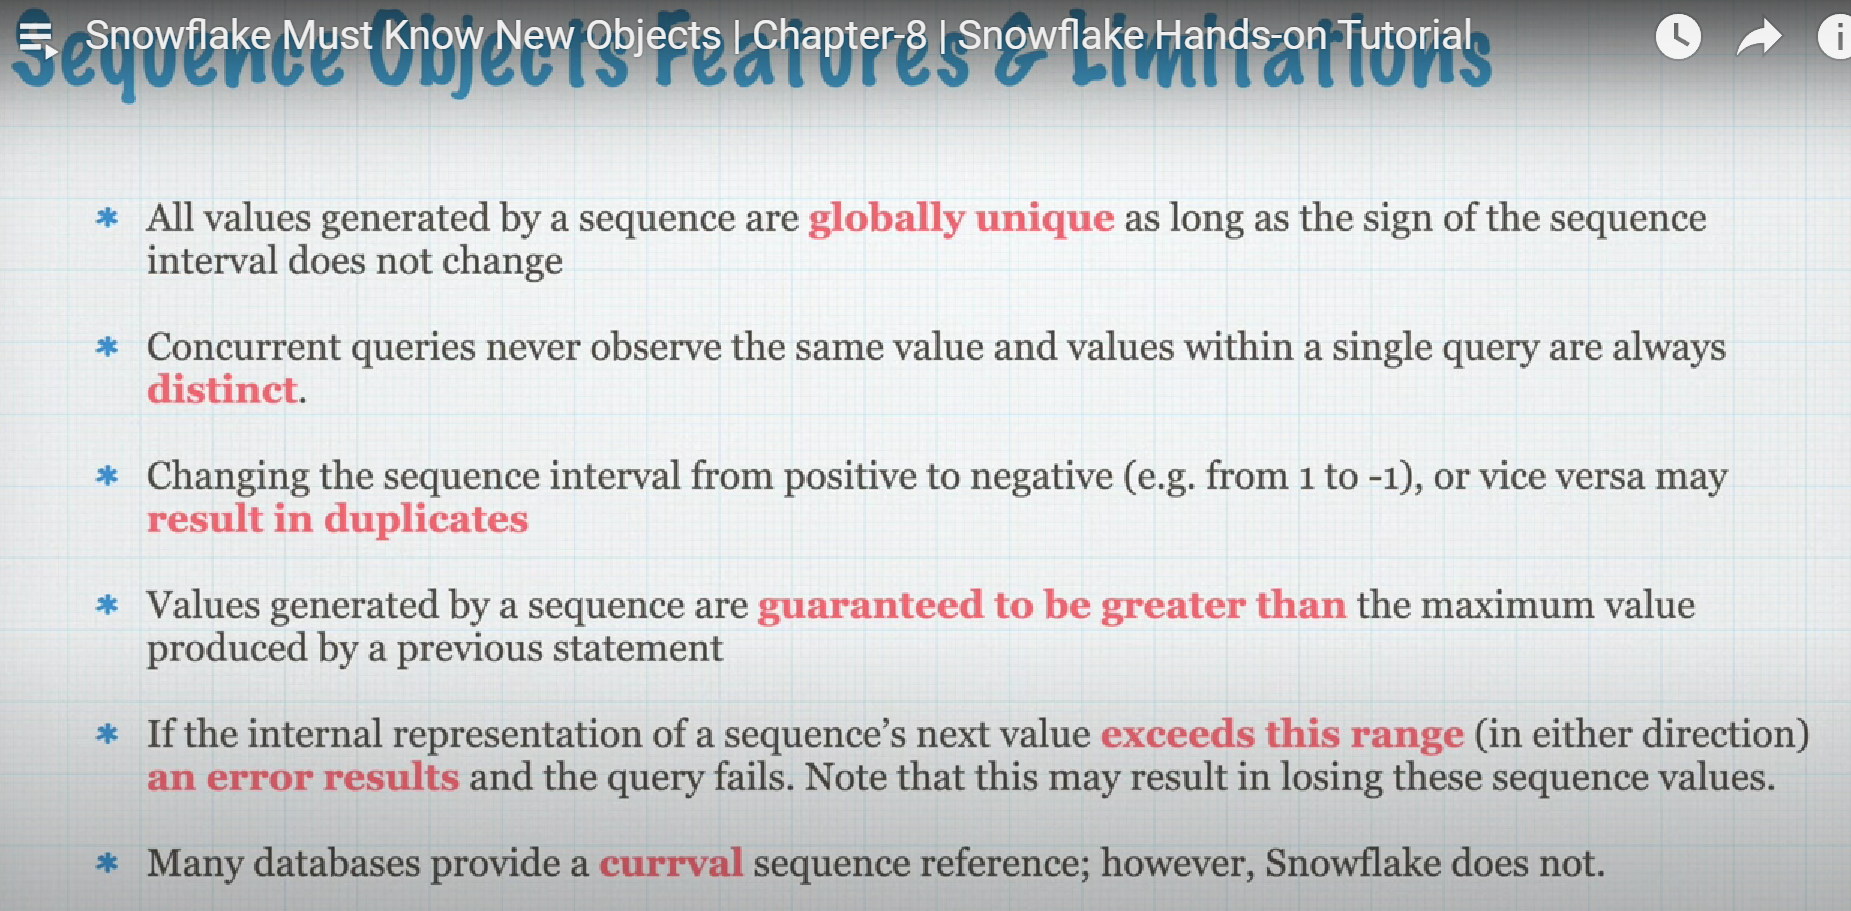 Snowflake Must Know New Objects | Chapter-8 | Snowflake Hands-on Tutorial
Sequence Objects Features & Limitations
* All values generated by a sequence are globally unique as long as the sign of the sequence
interval does not change
* Concurrent queries never observe the same value and values within a single query are always
distinct.
* Changing the sequence interval from positive to negative (e.g. from 1 to -1), or vice versa may
result in duplicates
* Values generated by a sequence are guaranteed to be greater than the maximum value
produced by a previous statement
* If the internal representation of a sequence’s next value exceeds this range (in either direction)
an error results and the query fails. Note that this may result in losing these sequence values.
* Many databases provide a currval sequence reference; however, Snowflake does not.